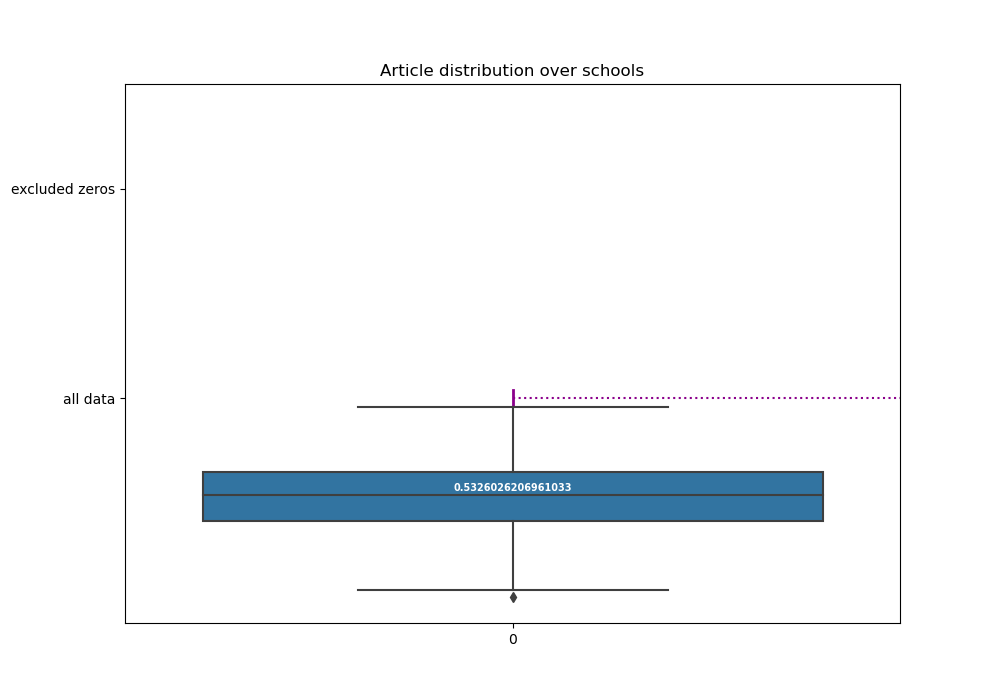 Article distribution over schools
excluded zeros
all data
0.5326026206961033
0